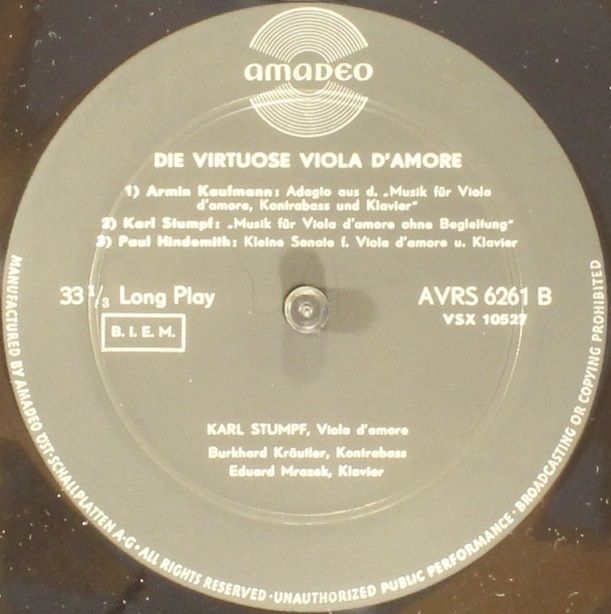 amadeo
DIE VIRTUOSE VIOLA D'AMORE
1) Armin Kaufmann: Adagio aus d. „Musik für Viola
d'amore, Kontrabass und Klavier"
2) Karl Stumpf: „Musik für Viola d'amore ohne Begleitung"
3) Paul Hindemith: Kleine Sonate f. Viola d'amore u. Klavier
33 1/3 Long Play
AVRS 6261 B
B. I. E. M.
VSX 10527
KARL STUMPF, Viola d'amore
Burkhard Kräutler, Kontrabass
Eduard Mrazek, Klavier
MANUFACTURED BY AMADEO ÖST. SCHALLPLATTEN A-G · ALL RIGHTS RESERVED · UNAUTHORIZED PUBLIC PERFORMANCE · BROADCASTING OR COPYING PROHIBITED